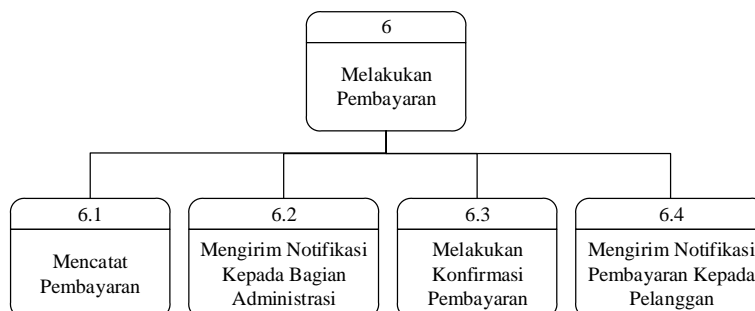 6
Melakukan
Pembayaran
6.1
Mencatat
Pembayaran
6.2
Mengirim Notifikasi
Kepada Bagian
Administrasi
6.3
Melakukan
Konfirmasi
Pembayaran
6.4
Mengirim Notifikasi
Pembayaran Kepada
Pelanggan